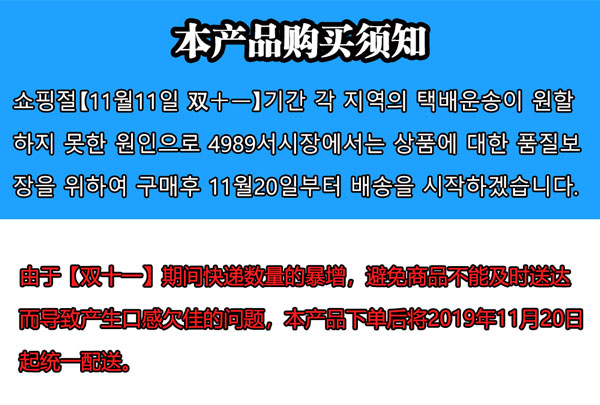 本产品购买须知
쇼핑절【11월11일 双十一】기간 각 지역의 택배운송이 원할
하지 못한 원인으로 4989서시장에서는 상품에 대한 품질보
장을 위하여 구매후 11월20일부터 배송을 시작하겠습니다.
由于【双十一】期间快递数量的暴增，避免商品不能及时送达
而导致产生口感欠佳的问题，本产品下单后将2019年11月20日
起统一配送。